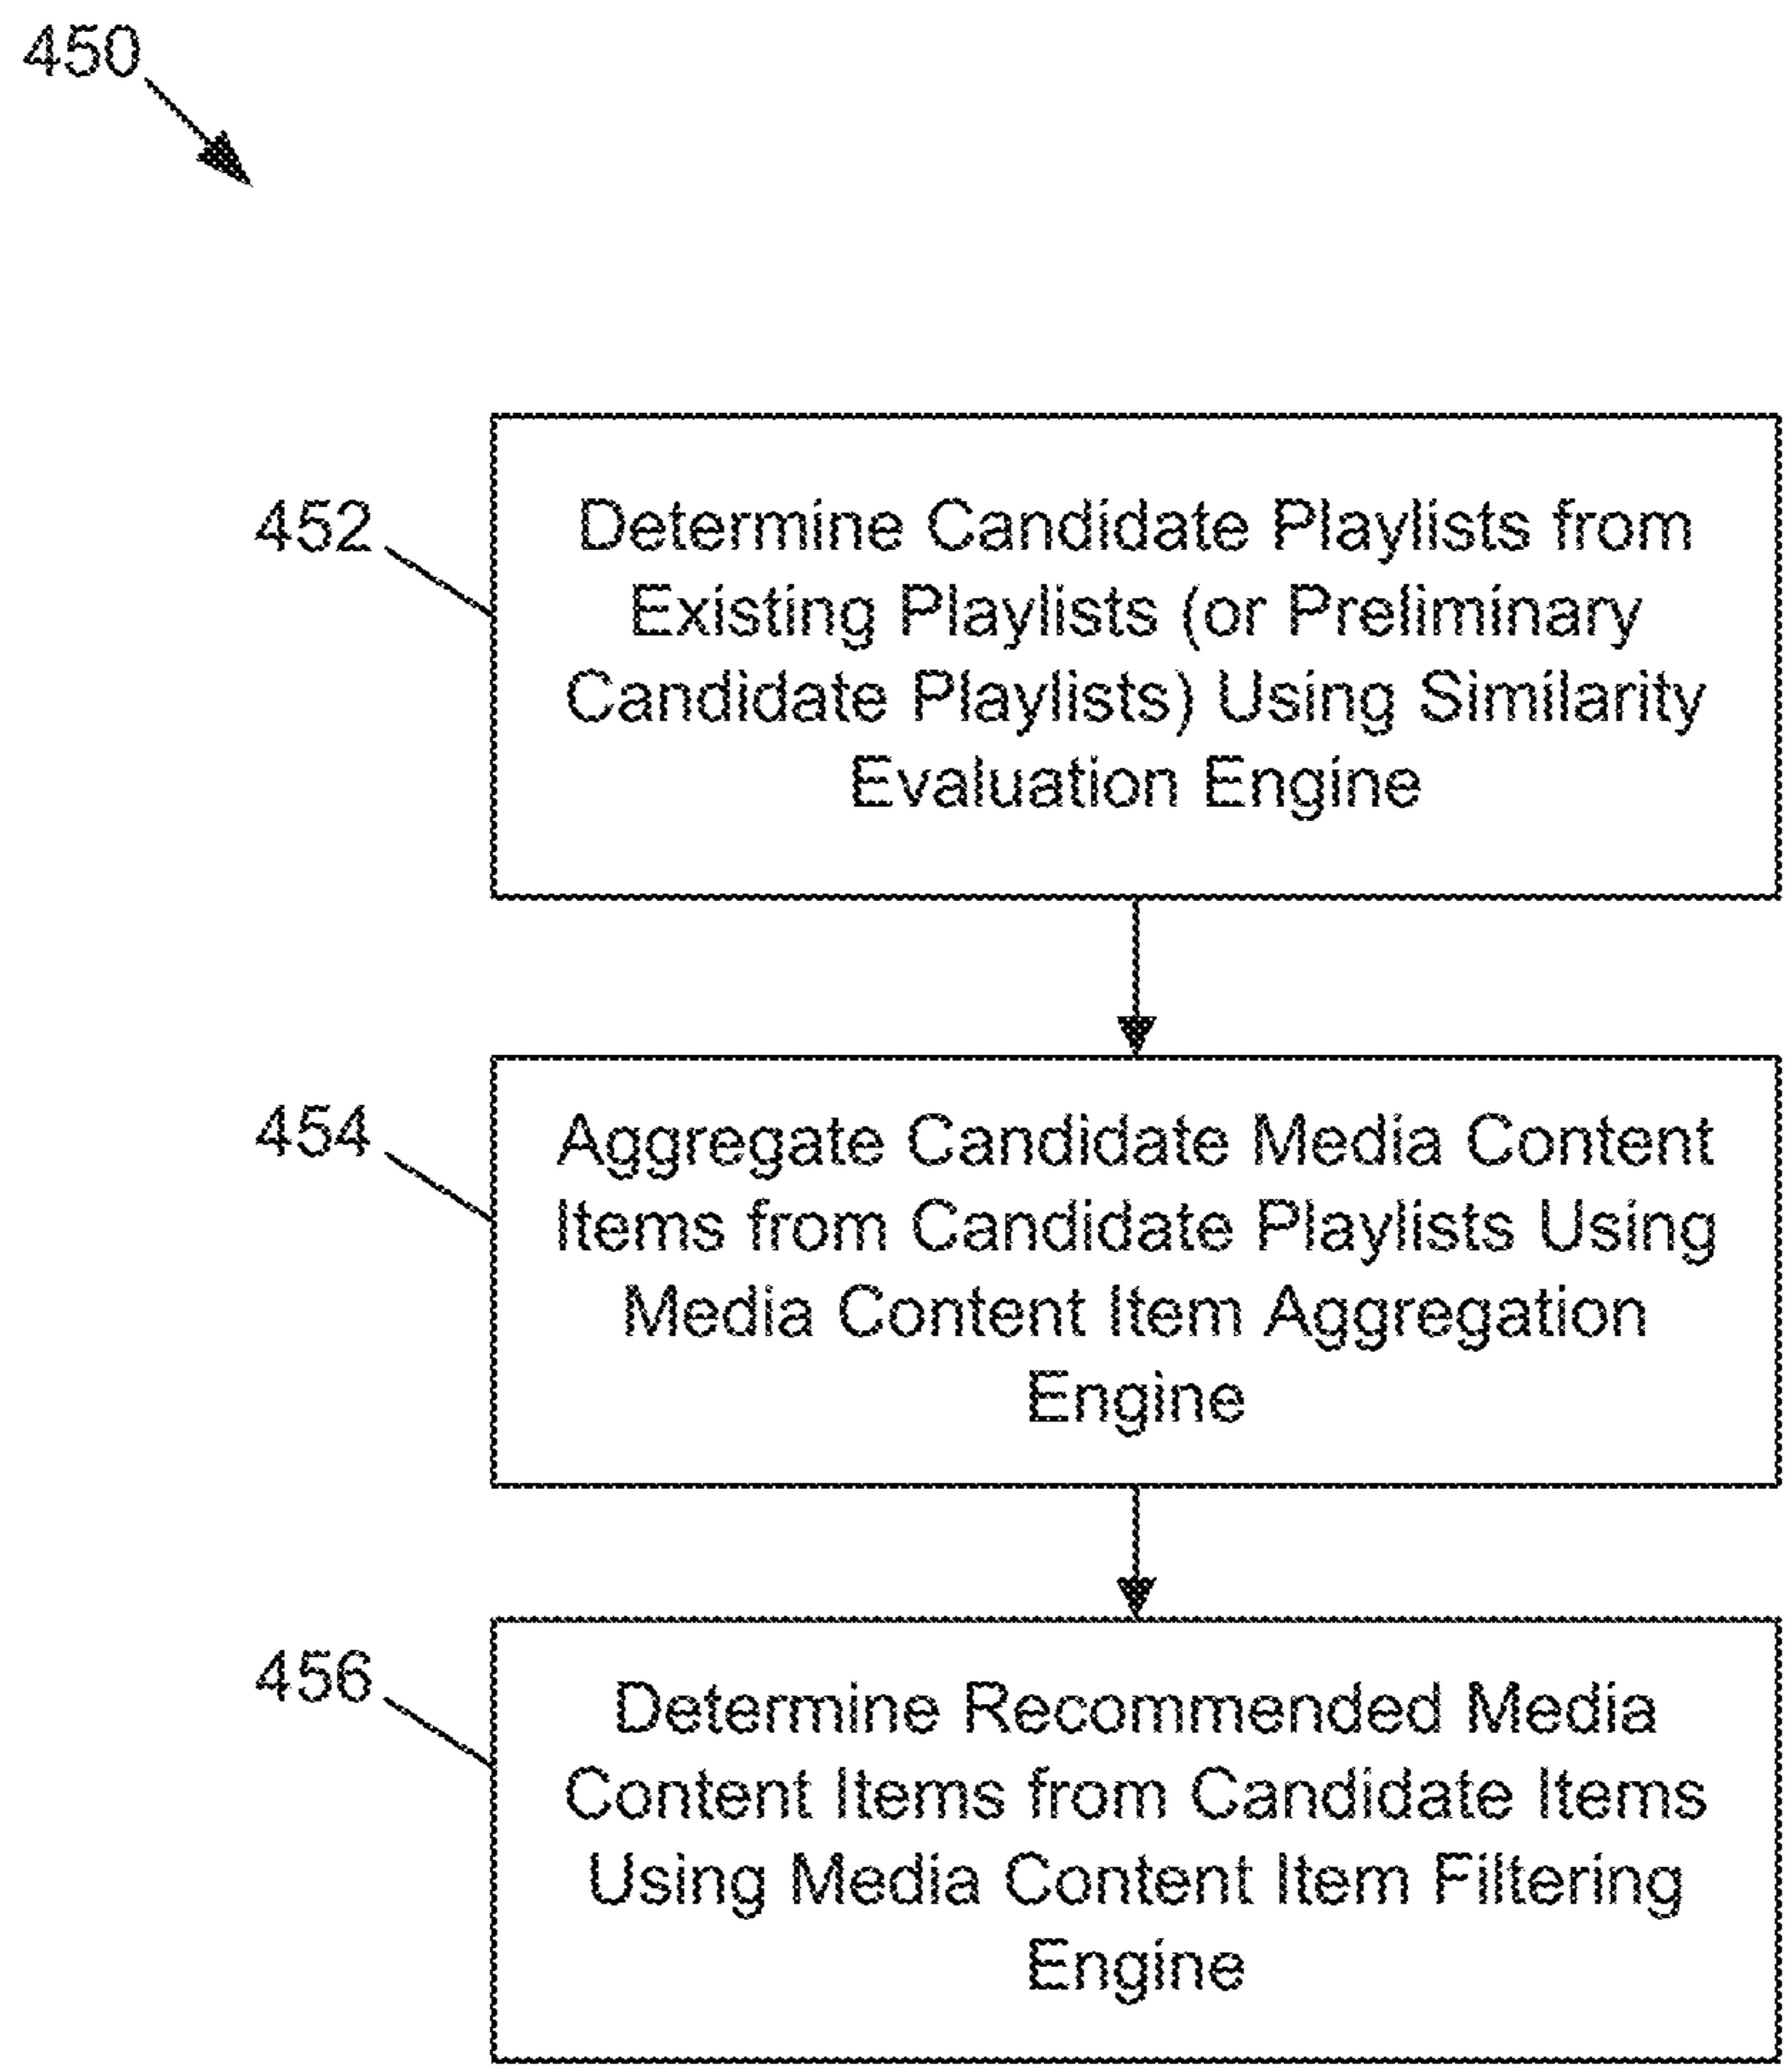 450
452
Determine Candidate Playlists from
Existing Playlists (or Preliminary
Candidate Playlists) Using Similarity
Evaluation Engine
454
Aggregate Candidate Media Content
Items from Candidate Playlists Using
Media Content Item Aggregation
Engine
456
Determine Recommended Media
Content Items from Candidate Items
Using Media Content Item Filtering
Engine